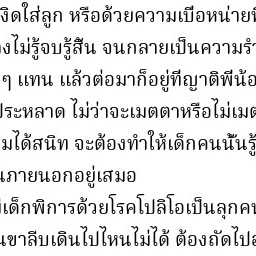 งิดใส่ลูก หรือด้วยความเบื่อหน่ายที
งไม่รู้จบรู้สิ้น จนกลายเป็นความรำ
ๆ แทน แล้วต่อมาก็อยู่ที่ญาติพี่น้อ
ประหลาด ไม่ว่าจะเมตตาหรือไม่เม
มได้สนิท จะต้องทำให้เด็กคนนั้นรู้
นภายนอกอยู่เสมอ
เด็กพิการด้วยโรคโปลิโอเป็นลุกค
นขาลีบเดินไปไหนไม่ได้ ต้องถัดไป